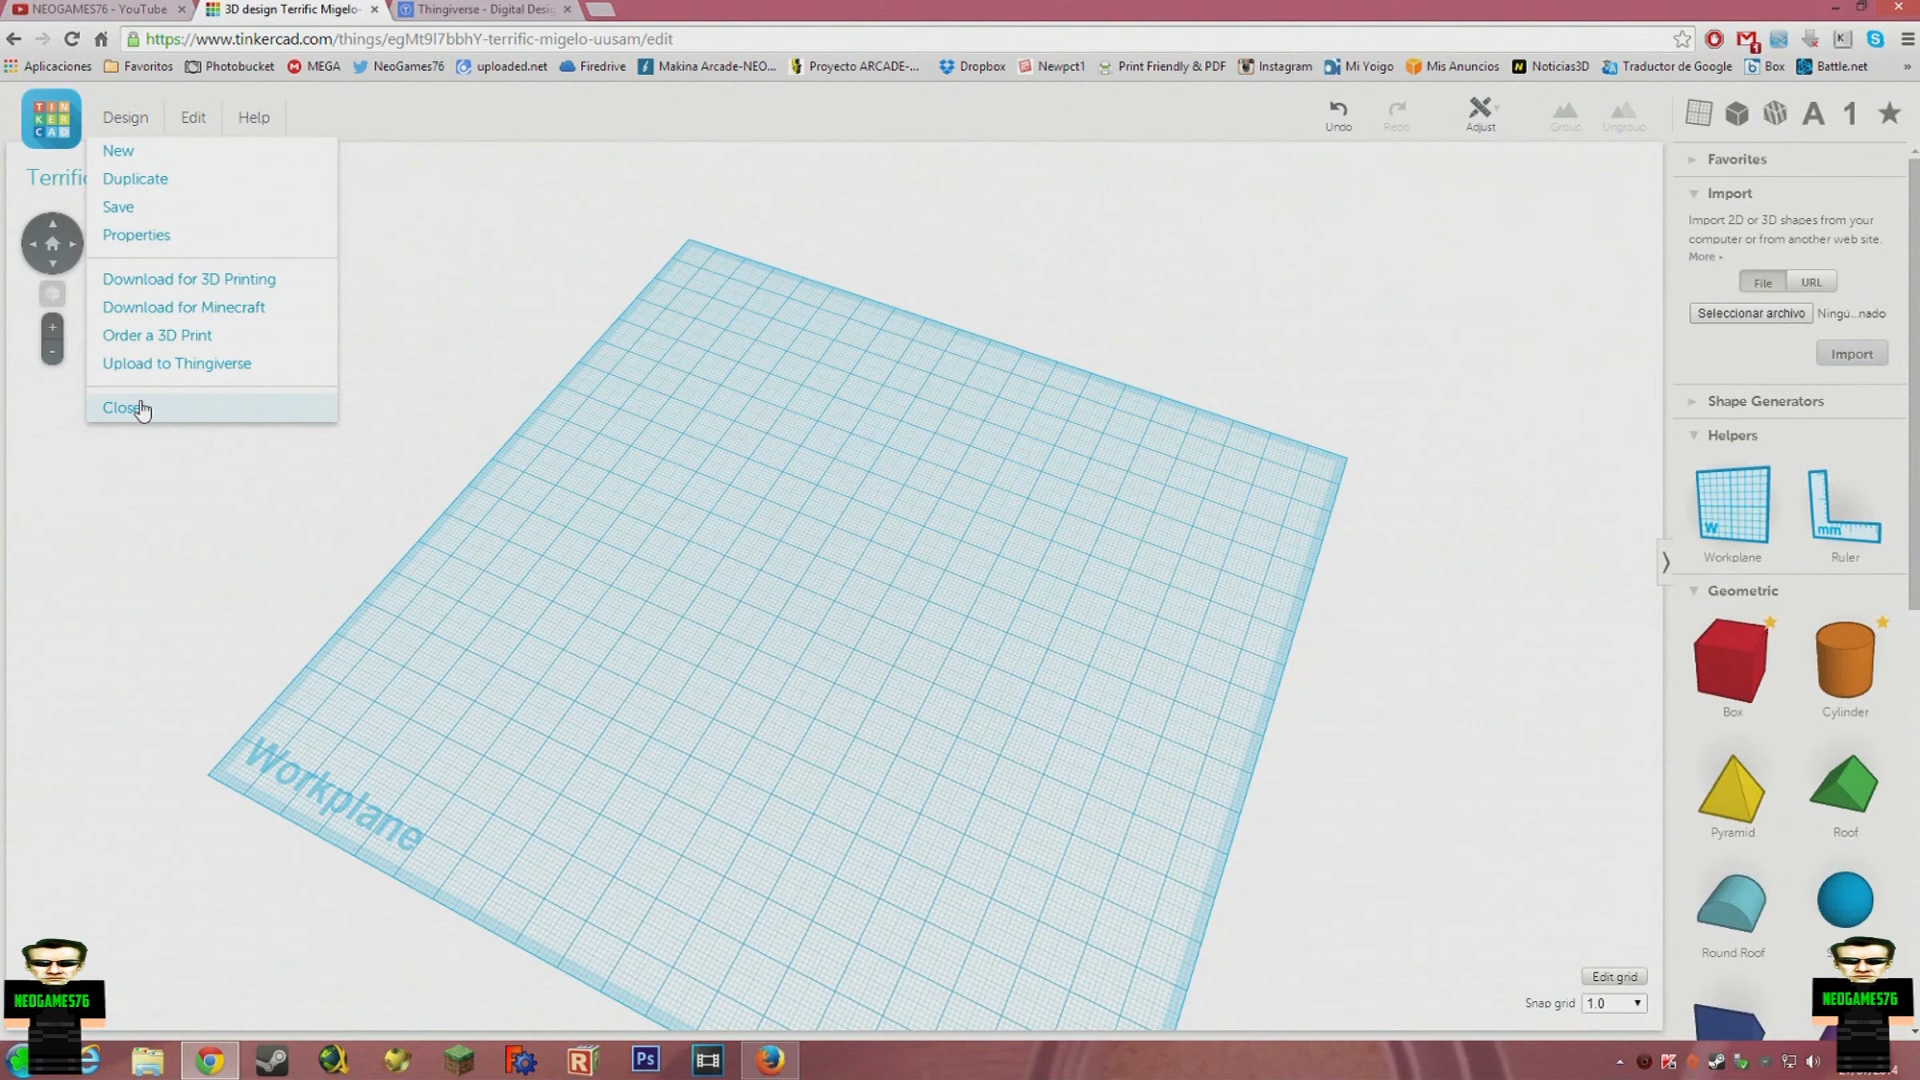 NEOGAMES76 - YouTube
3D design Terrific Migelo-
Thingiverse - Digital Desig
https://www.tinkercad.com/things/egMt9l7bbhY-terrific-migelo-uusam/edit
Aplicaciones
Favoritos
Photobucket
MEGA
NeoGames76
uploaded.net
Firedrive
Makina Arcade-NEO...
Proyecto ARCADE-...
Dropbox
Newpct1
Print Friendly & PDF
Instagram
Mi Yoigo
Mis Anuncios
Noticias3D
Traductor de Google
Box
Battle.net
»
TIN
KER
CAD
Design
Edit
Help
Undo
Redo
Adjust
Group
Ungroup
A
1
New
Duplicate
Save
Properties
Download for 3D Printing
Download for Minecraft
Order a 3D Print
Upload to Thingiverse
Close
Terrific
+
-
Workplane
Favorites
Import
Import 2D or 3D shapes from your
computer or from another web site.
More
File
URL
Seleccionar archivo
Ningú...nado
Import
Shape Generators
Helpers
W
mm
Workplane
Ruler
Geometric
Box
Cylinder
Pyramid
Roof
Round Roof
Edit grid
Snap grid
1.0
NEOGAMES76
NEOGAMES76
Ps